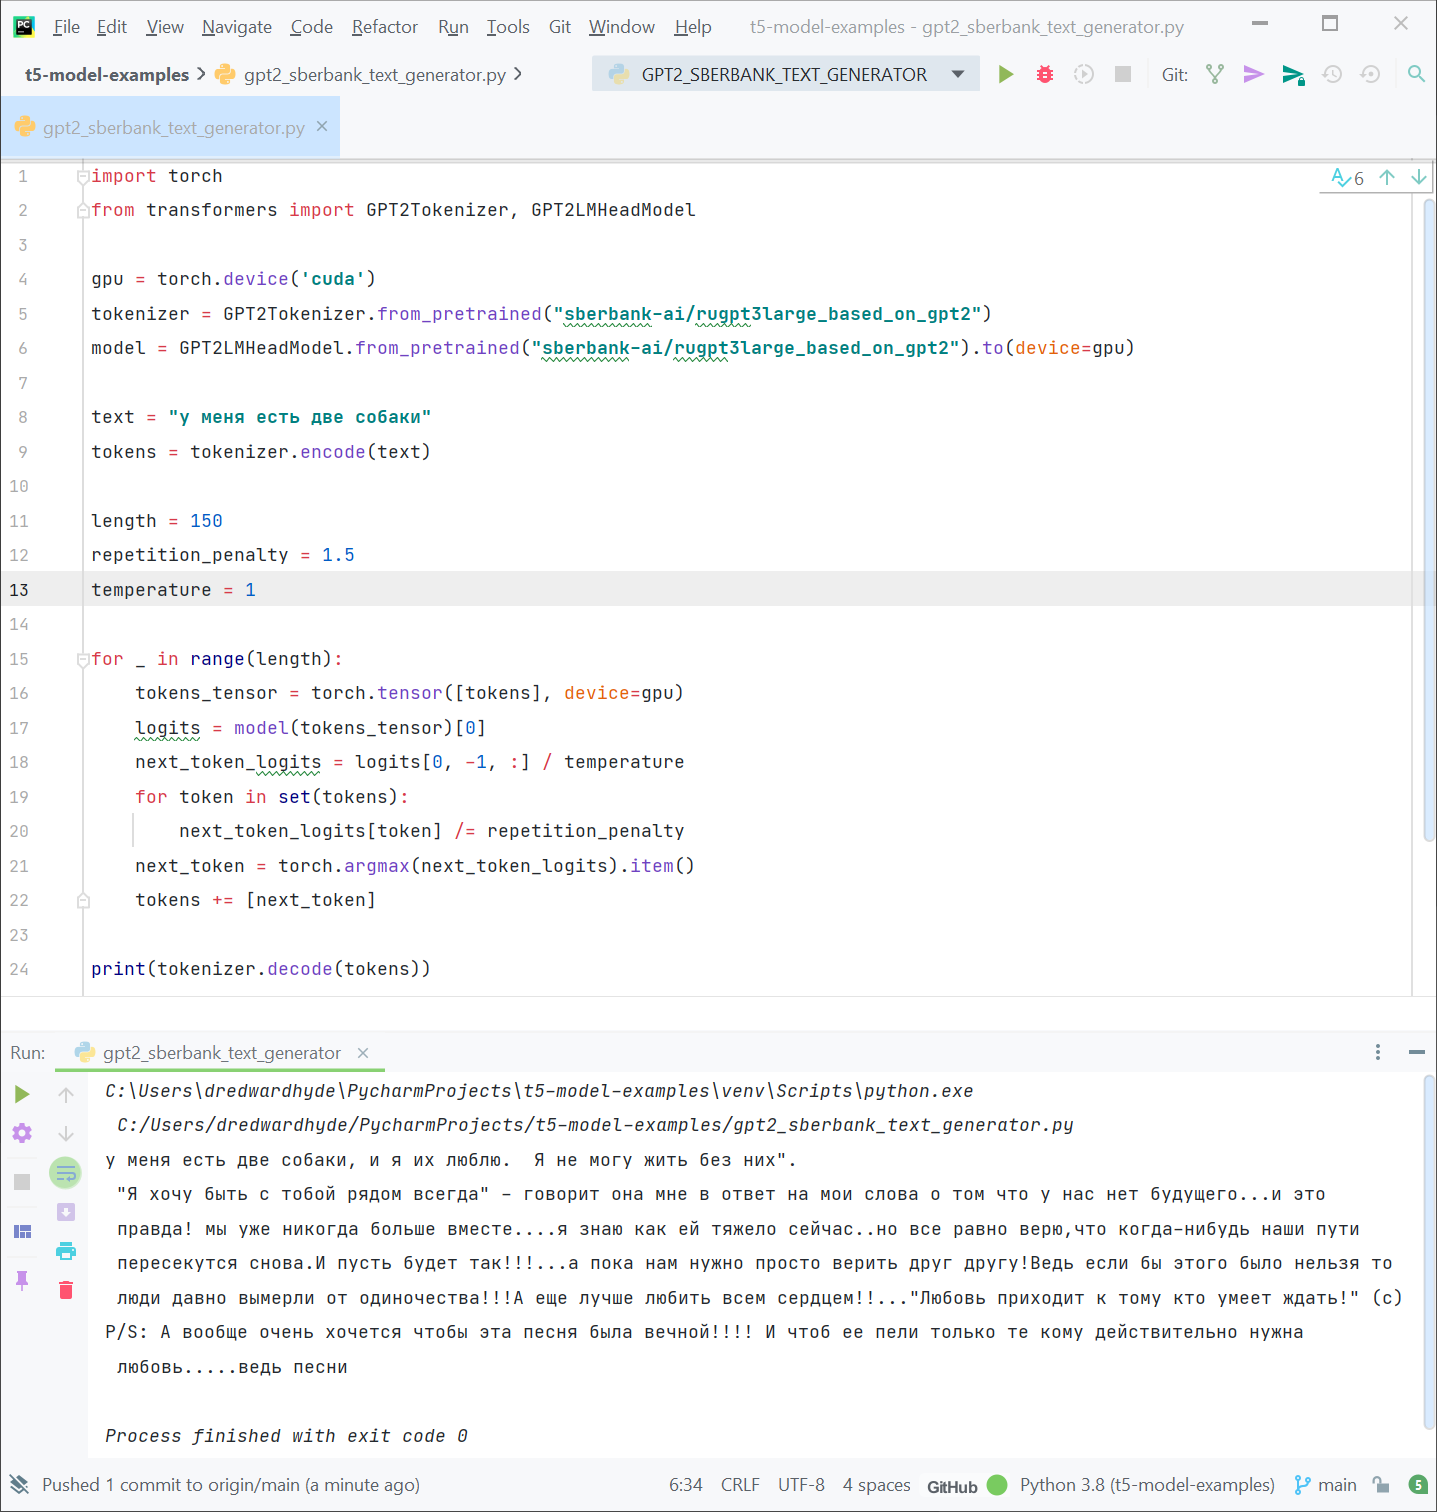 PC File Edit View Navigate Code Refactor Run Tools Git Window Help t5-model-examples - gpt2_sberbank_text_generator.py
t5-model-examples gpt2_sberbank_text_generator.py GPT2_SBERBANK_TEXT_GENERATOR Git:
gpt2_sberbank_text_generator.py
1 import torch
6
2 from transformers import GPT2Tokenizer, GPT2LMHeadModel
3
4 gpu = torch.device('cuda')
5 tokenizer = GPT2Tokenizer.from_pretrained("sberbank-ai/rugpt3large_based_on_gpt2")
6 model = GPT2LMHeadModel.from_pretrained("sberbank-ai/rugpt3large_based_on_gpt2").to(device=gpu)
7
8 text = "у меня есть две собаки"
9 tokens = tokenizer.encode(text)
10
11 length = 150
12 repetition_penalty = 1.5
13 temperature = 1
14
15 for _ in range(length):
16 tokens_tensor = torch.tensor([tokens], device=gpu)
17 logits = model(tokens_tensor)[0]
18 next_token_logits = logits[0, -1, :] / temperature
19 for token in set(tokens):
20 next_token_logits[token] /= repetition_penalty
21 next_token = torch.argmax(next_token_logits).item()
22 tokens += [next_token]
23
24 print(tokenizer.decode(tokens))
Run: gpt2_sberbank_text_generator
C:\Users\dredwardhyde\PycharmProjects\t5-model-examples\venv\Scripts\python.exe
C:/Users/dredwardhyde/PycharmProjects/t5-model-examples/gpt2_sberbank_text_generator.py
у меня есть две собаки, и я их люблю.  Я не могу жить без них".
"Я хочу быть с тобой рядом всегда" – говорит она мне в ответ на мои слова о том что у нас нет будущего...и это
правда! мы уже никогда больше вместе....я знаю как ей тяжело сейчас..но все равно верю,что когда-нибудь наши пути
пересекутся снова.И пусть будет так!!!...а пока нам нужно просто верить друг другу!Ведь если бы этого было нельзя то
люди давно вымерли от одиночества!!!А еще лучше любить всем сердцем!!..."Любовь приходит к тому кто умеет ждать!" (с)
P/S: А вообще очень хочется чтобы эта песня была вечной!!!! И чтоб ее пели только те кому действительно нужна
любовь.....ведь песни
Process finished with exit code 0
Pushed 1 commit to origin/main (a minute ago) 6:34 CRLF UTF-8 4 spaces GitHub Python 3.8 (t5-model-examples) main 5